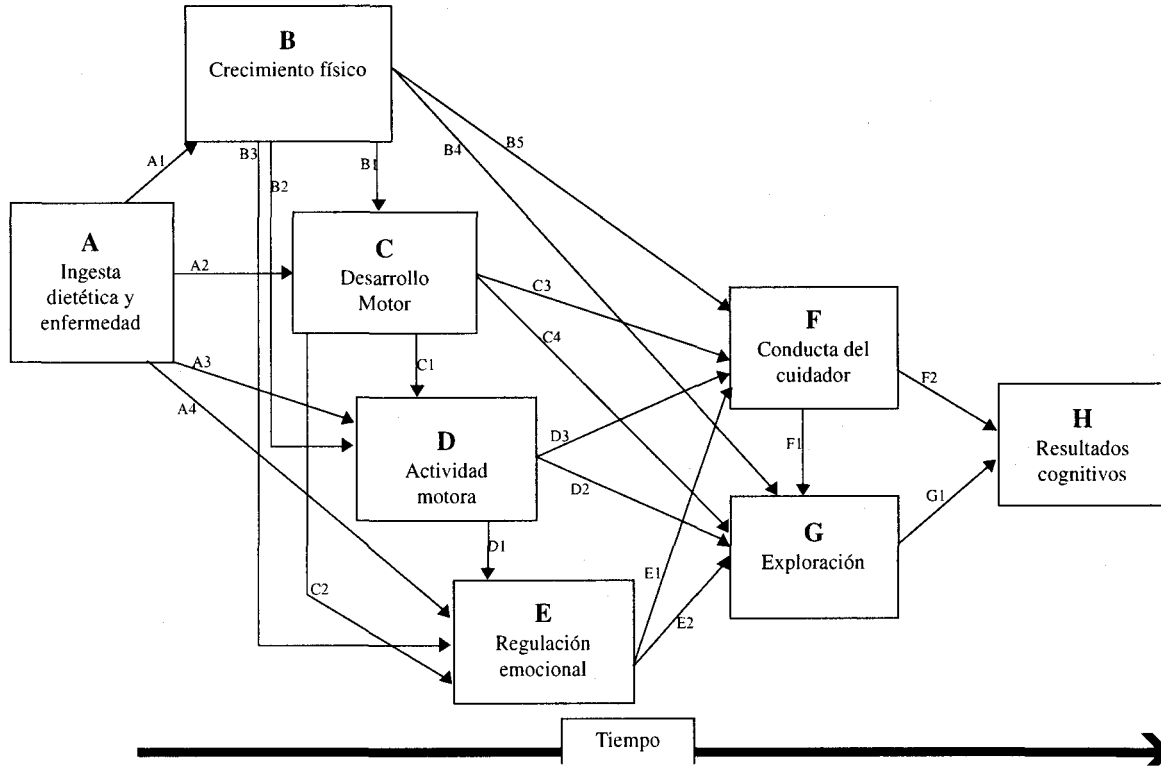 B
Crecimiento físico
A1
B3
B2
B1
B4
B5
A
Ingesta
dietética y
enfermedad
A2
C
Desarrollo
Motor
C3
C4
A3
A4
C1
F
Conducta del
cuidador
F2
D
Actividad
motora
D3
D2
F1
H
Resultados
cognitivos
G1
G
Exploración
D1
C2
E1
E2
E
Regulación
emocional
Tiempo